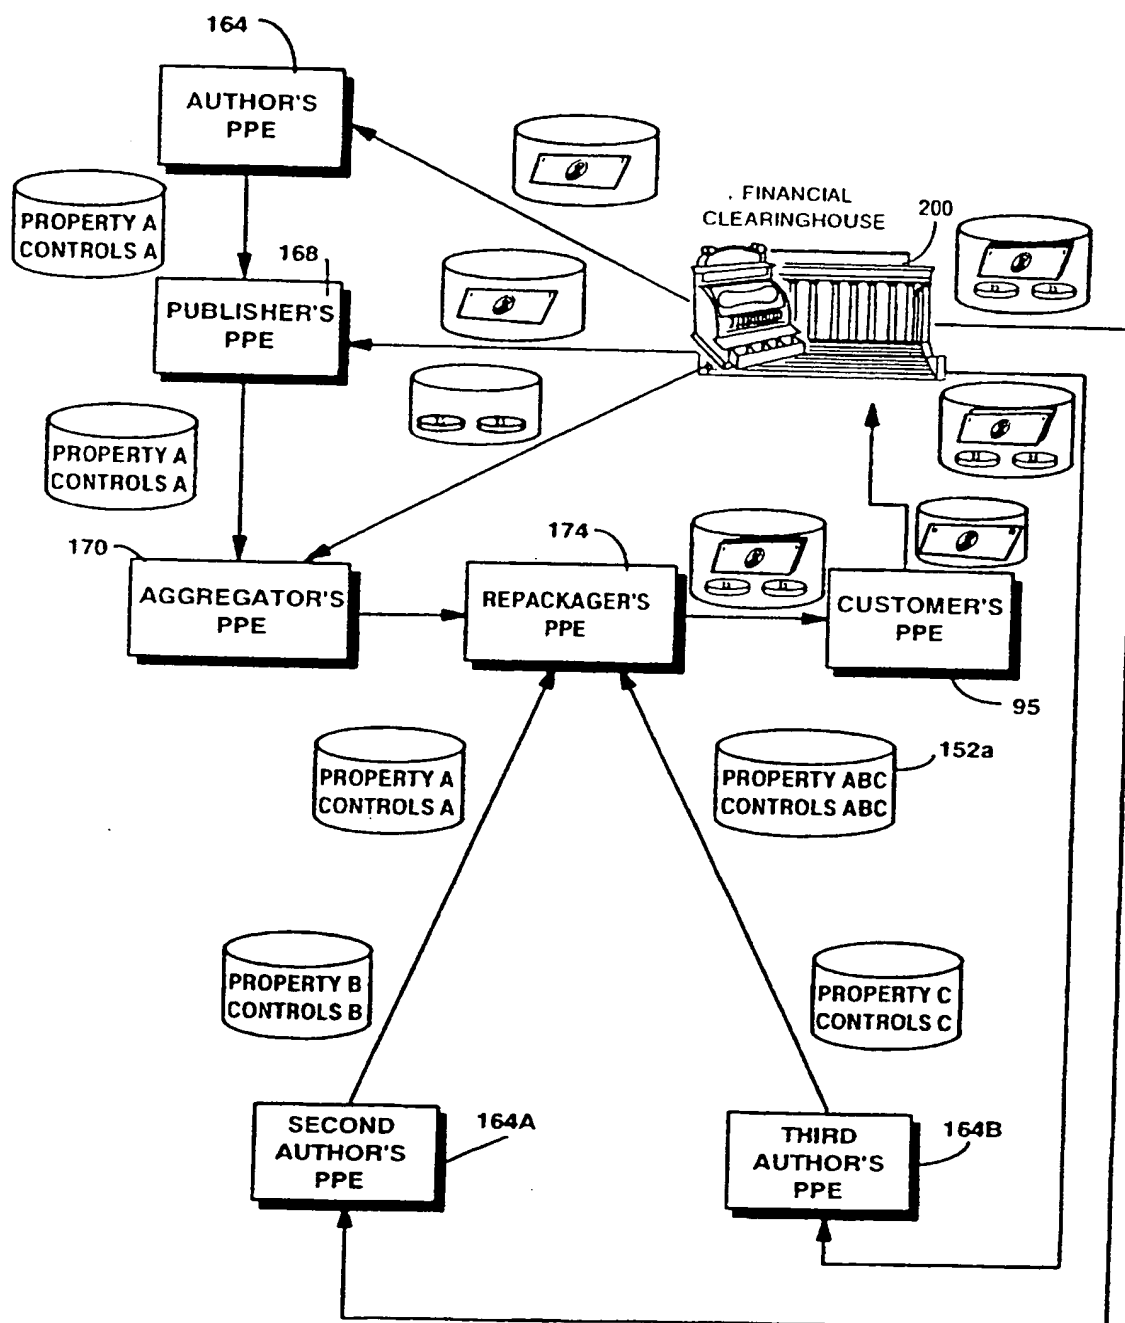 164
AUTHOR'S
PPE
PROPERTY A
CONTROLS A
FINANCIAL
CLEARINGHOUSE
200
168
PUBLISHER'S
PPE
PROPERTY A
CONTROLS A
170
AGGREGATOR'S
PPE
174
REPACKAGER'S
PPE
CUSTOMER'S
PPE
95
PROPERTY A
CONTROLS A
PROPERTY ABC
CONTROLS ABC
152a
PROPERTY B
CONTROLS B
PROPERTY C
CONTROLS C
SECOND
AUTHOR'S
PPE
164A
THIRD
AUTHOR'S
PPE
164B